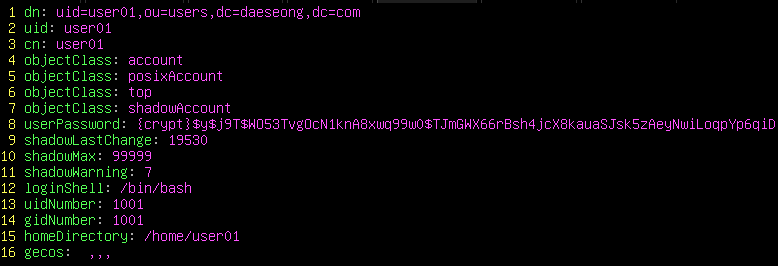 1 dn: uid=user01,ou=users,dc=daeseong,dc=com
2 uid: user01
3 cn: user01
4 objectClass: account
5 objectClass: posixAccount
6 objectClass: top
7 objectClass: shadowAccount
8 userPassword: {crypt}$y$j9T$WO53TvgOcN1knA8xwq99w0$TJmGWX66rBsh4jcX8kauaSJsk5zAeyNwiLoqpYp6qiD
9 shadowLastChange: 19530
10 shadowMax: 99999
11 shadowWarning: 7
12 loginShell: /bin/bash
13 uidNumber: 1001
14 gidNumber: 1001
15 homeDirectory: /home/user01
16 gecos:  ,,,